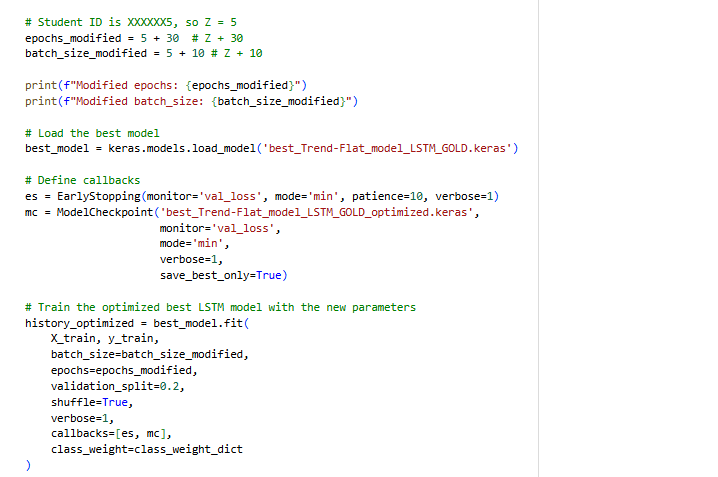 # Student ID is XXXXXX5, so Z = 5
epochs_modified = 5 + 30  # Z + 30
batch_size_modified = 5 + 10 # Z + 10
print(f"Modified epochs: {epochs_modified}")
print(f"Modified batch_size: {batch_size_modified}")
# Load the best model
best_model = keras.models.load_model('best_Trend-Flat_model_LSTM_GOLD.keras')
# Define callbacks
es = EarlyStopping(monitor='val_loss', mode='min', patience=10, verbose=1)
mc = ModelCheckpoint('best_Trend-Flat_model_LSTM_GOLD_optimized.keras',
                     monitor='val_loss',
                     mode='min',
                     verbose=1,
                     save_best_only=True)
# Train the optimized best LSTM model with the new parameters
history_optimized = best_model.fit(
    X_train, y_train,
    batch_size=batch_size_modified,
    epochs=epochs_modified,
    validation_split=0.2,
    shuffle=True,
    verbose=1,
    callbacks=[es, mc],
    class_weight=class_weight_dict
)